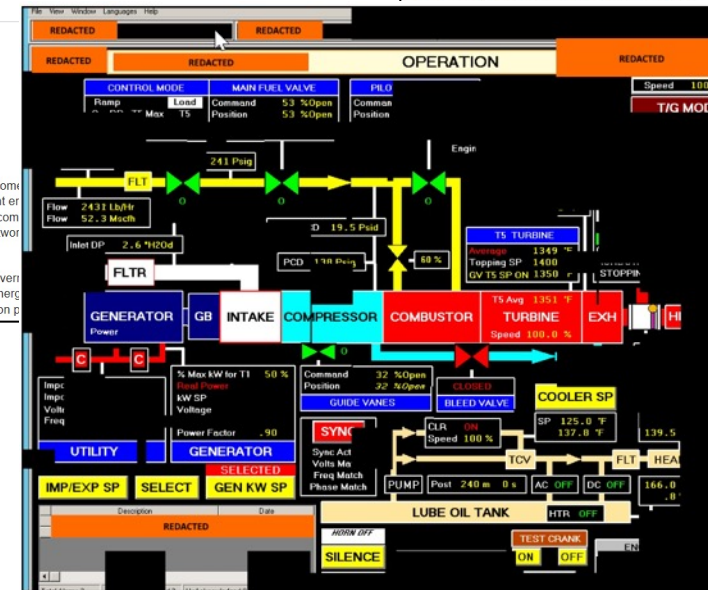 File View Window Languages Help
REDACTED
REDACTED
REDACTED
REDACTED
OPERATION
REDACTED
CONTROL MODE
MAIN FUEL VALVE
PILO
Speed 100
Ramp Load
Command 53 %Open
Comman
Max T5
Position 53 %Open
Position
T/G MOD
241 Psig
Engin
FLT
0
0
0
Flow 2431 Lb/Hr
Flow 52.3 Mscfh
D 19.5 Psid
Inlet DP 2.6 "H2Od
T5 TURBINE
Average 1349 °F
Topping SP 1400
GV T5 SP ON 1350
PCD 130 Psig
60 %
STOPPIN
FLTR
GENERATOR
Power
GB
INTAKE
COMPRESSOR
COMBUSTOR
T5 Avg 1351 °F
TURBINE
Speed 100.0 %
EXH
C
C
0
Impo
Impo
Volt
Freq
% Max kW for T1 50 %
Real Power
kW SP
Voltage
Power Factor .90
Command 32 %Open
Position 32 %Open
GUIDE VANES
CLOSED
BLEED VALVE
COOLER SP
UTILITY
GENERATOR
SYNC
Sync Act
Volts Ma
Freq Match
Phase Match
CLR ON
Speed 100 %
SP 125.0 °F
137.8 °F
139.5
TCV
FLT
HEA
SELECTED
IMP/EXP SP
SELECT
GEN KW SP
PUMP
Post 240 m 0 s
AC OFF
DC OFF
166.0
.8
LUBE OIL TANK
HTR OFF
Description
Date
REDACTED
HORN OFF
SILENCE
TEST CRANK
ON
OFF
EN